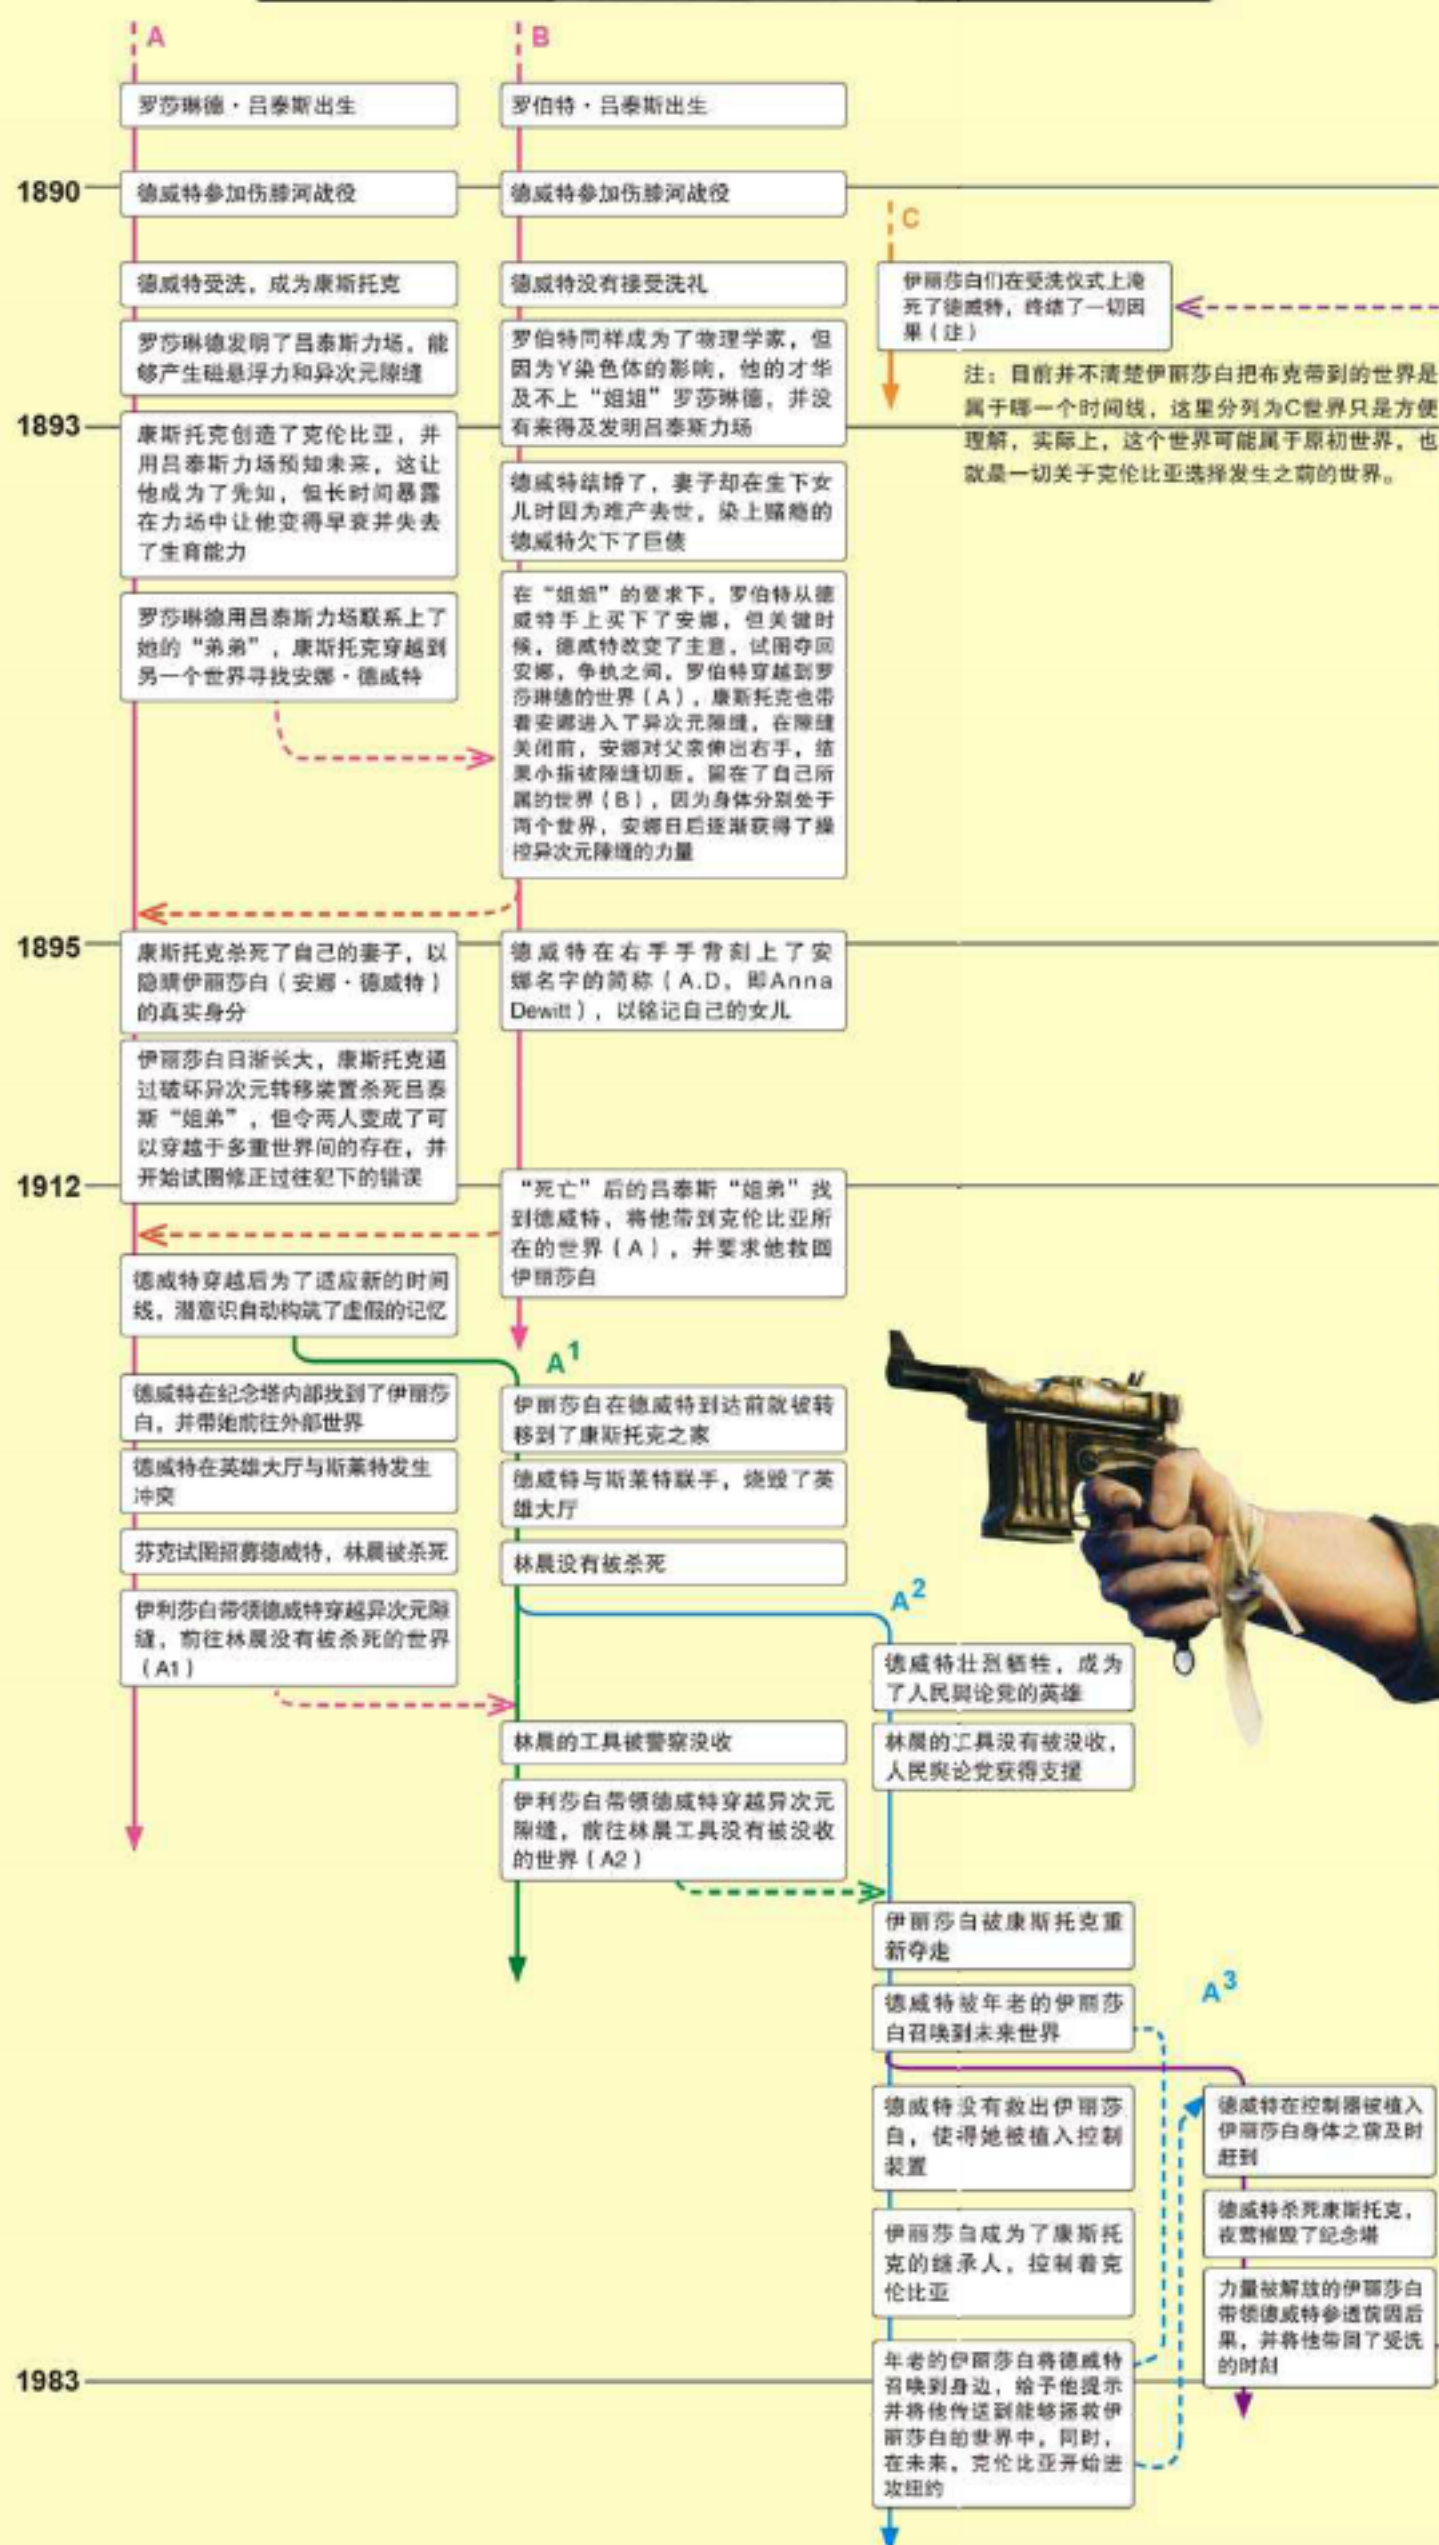 A
罗莎琳德·吕泰斯出生
1890
德威特参加伤膝河战役
德威特受洗，成为康斯托克
罗莎琳德发明了吕泰斯力场，能
够产生磁悬浮力和异次元隙缝
1893
康斯托克创造了克伦比亚，并
用吕泰斯力场预知未来，这让
他成为了先知，但长时间暴露
在力场中让他变得早衰并失去
了生育能力
罗莎琳德用吕泰斯力场联系上了
她的“弟弟”，康斯托克穿越到
另一个世界寻找安娜·德威特
1895
康斯托克杀死了自己的妻子，以
隐瞒伊丽莎白（安娜·德威特）
的真实身分
伊丽莎白日渐长大，康斯托克通
过破坏异次元转移装置杀死吕泰
斯“姐弟”，但令两人变成了可
以穿越于多重世界间的存在，并
开始试图修正过往犯下的错误
1912
德威特穿越后为了适应新的时间
线，潜意识自动构筑了虚假的记忆
德威特在纪念塔内部找到了伊丽莎
白，并带她前往外部世界
德威特在英雄大厅与斯莱特发生
冲突
芬克试图招募德威特，林晨被杀死
伊利莎白带领德威特穿越异次元隙
缝，前往林晨没有被杀死的世界
（A1）
B
罗伯特·吕泰斯出生
德威特参加伤膝河战役
德威特没有接受洗礼
罗伯特同样成为了物理学家，但
因为Y染色体的影响，他的才华
及不上“姐姐”罗莎琳德，并没
有来得及发明吕泰斯力场
德威特结婚了，妻子却在生下女
儿时因为难产去世，染上赌瘾的
德威特欠下了巨债
在“姐姐”的要求下，罗伯特从德
威特手上买下了安娜，但关键时
候，德威特改变了主意，试图夺回
安娜，争执之间，罗伯特穿越到罗
莎琳德的世界（A），康斯托克也带
着安娜进入了异次元隙缝，在隙缝
关闭前，安娜对父亲伸出右手，结
果小指被隙缝切断，留在了自己所
属的世界（B），因为身体分别处于
两个世界，安娜日后逐渐获得了操
控异次元隙缝的力量
德威特在右手手背刻上了安
娜名字的简称（A.D，即Anna
Dewitt），以铭记自己的女儿
“死亡”后的吕泰斯“姐弟”找
到德威特，将他带到克伦比亚所
在的世界（A），并要求他救回
伊丽莎白
A1
伊丽莎白在德威特到达前就被转
移到了康斯托克之家
德威特与斯莱特联手，烧毁了英
雄大厅
林晨没有被杀死
林晨的工具被警察没收
伊利莎白带领德威特穿越异次元
隙缝，前往林晨工具没有被没收
的世界（A2）
C
伊丽莎白们在受洗仪式上淹
死了德威特，终结了一切因
果（注）
注：目前并不清楚伊丽莎白把布克带到的世界是
属于哪一个时间线，这里分列为C世界只是方便
理解，实际上，这个世界可能属于原初世界，也
就是一切关于克伦比亚选择发生之前的世界。
A2
德威特壮烈牺牲，成为
了人民舆论党的英雄
林晨的工具没有被没收，
人民舆论党获得支援
伊丽莎白被康斯托克重
新夺走
德威特被年老的伊丽莎
白召唤到未来世界
德威特没有救出伊丽莎
白，使得她被植入控制
装置
伊丽莎白成为了康斯托
克的继承人，控制着克
伦比亚
1983
年老的伊丽莎白将德威特
召唤到身边，给予他提示
并将他传送到能够拯救伊
丽莎白的世界中，同时，
在未来，克伦比亚开始进
攻纽约
A3
德威特在控制器被植入
伊丽莎白身体之前及时
赶到
德威特杀死康斯托克，
夜莺摧毁了纪念塔
力量被解放的伊丽莎白
带领德威特参透前因后
果，并将他带回了受洗
的时刻